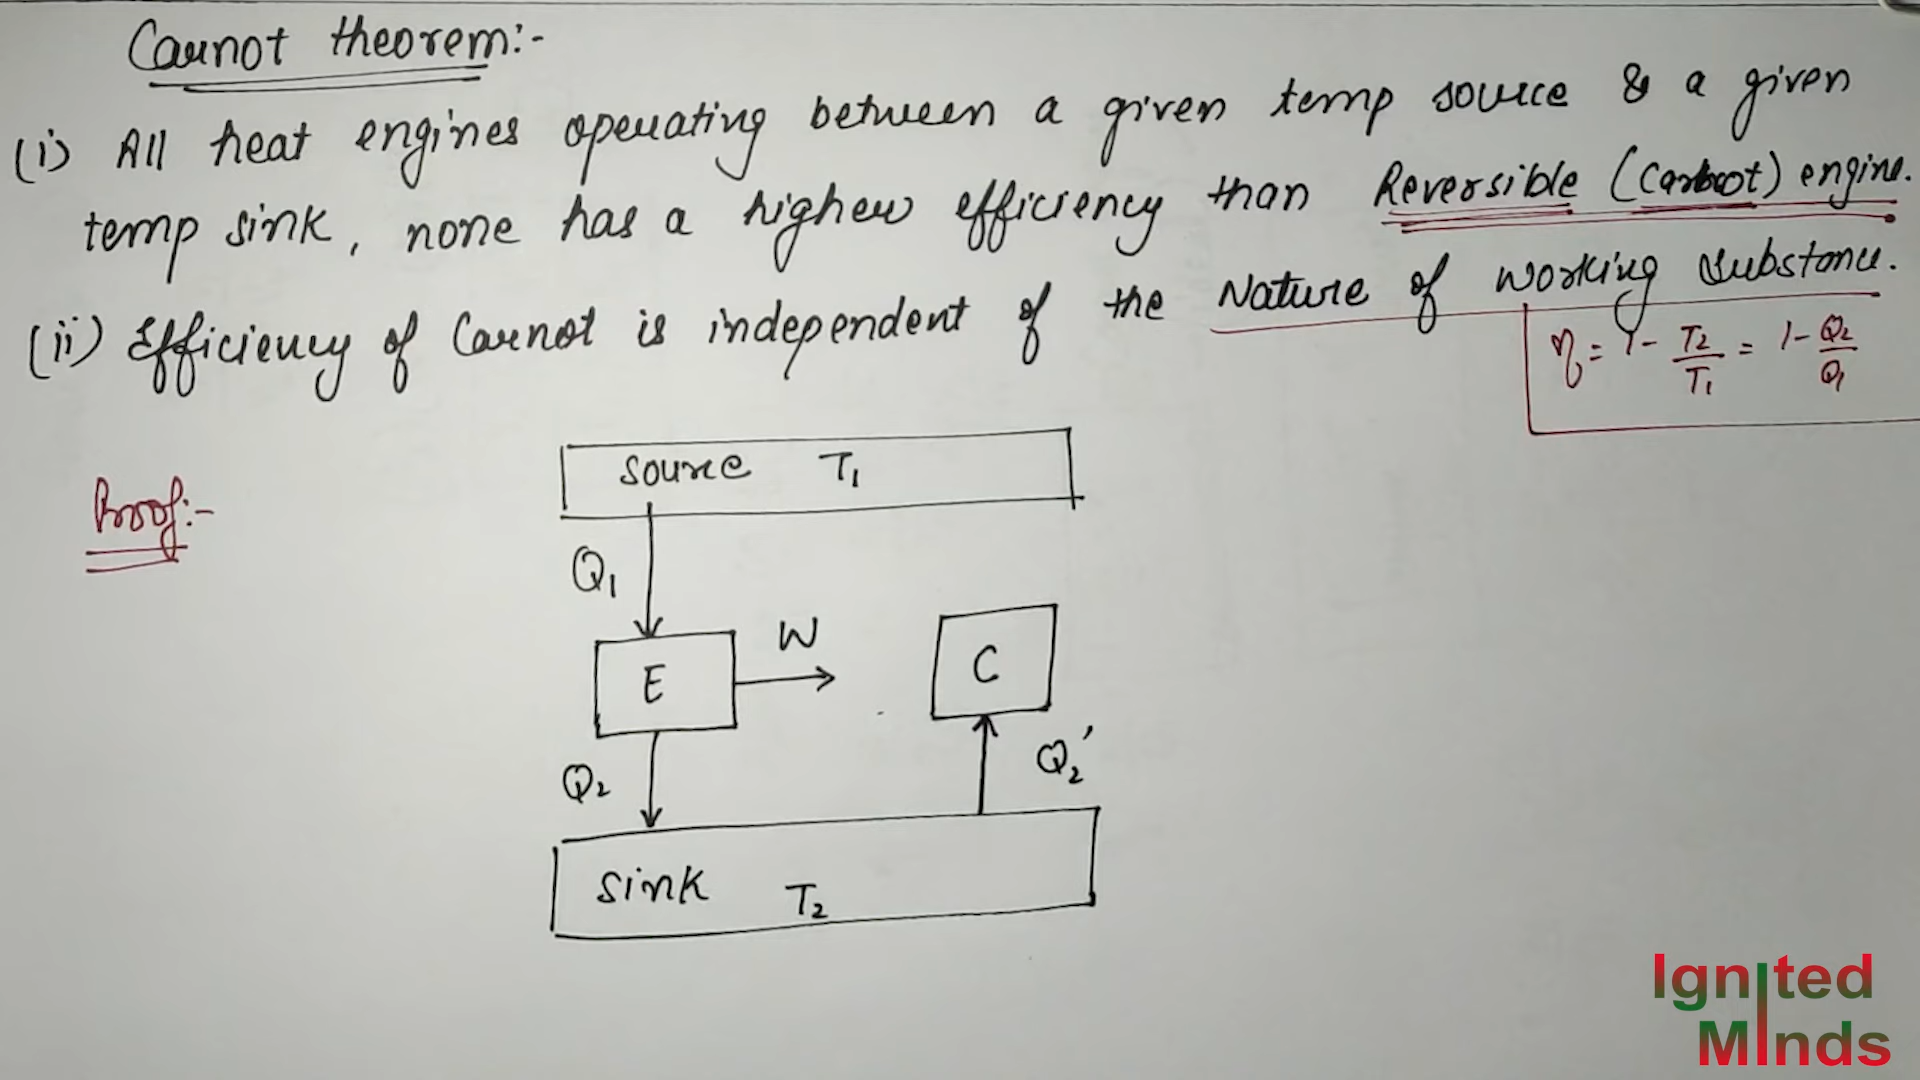 Carnot theorem:-
(i) All heat engines operating between a given temp source & a given
temp sink, none has a higher efficiency than Reversible (Carnot) engine.
(ii) Efficiency of Carnot is independent of the Nature of working substance.
η = 1 - T₂/T₁ = 1 - Q₂/Q₁
Proof:-
source T₁
Q₁
E
W
C
Q₂
Q₂'
sink T₂
Ignited
Minds